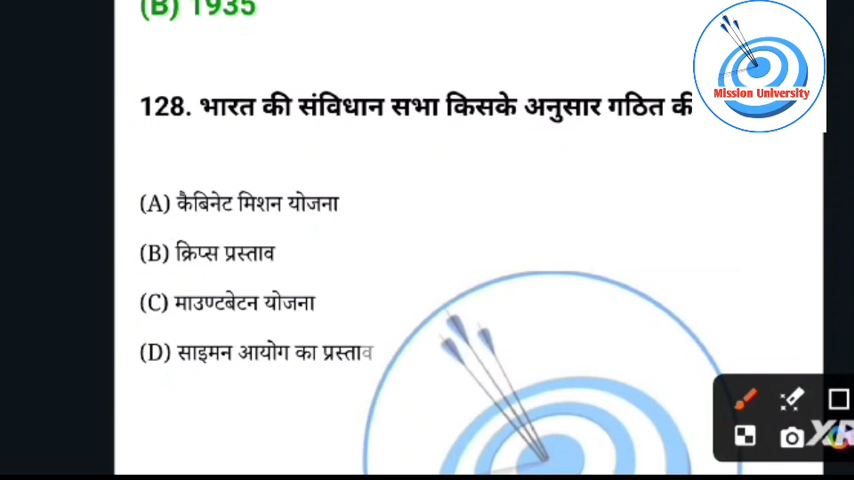 (B) 1935
Mission University
128. भारत की संविधान सभा किसके अनुसार गठित की
(A) कैबिनेट मिशन योजना
(B) क्रिप्स प्रस्ताव
(C) माउण्टबेटन योजना
(D) साइमन आयोग का प्रस्ताव